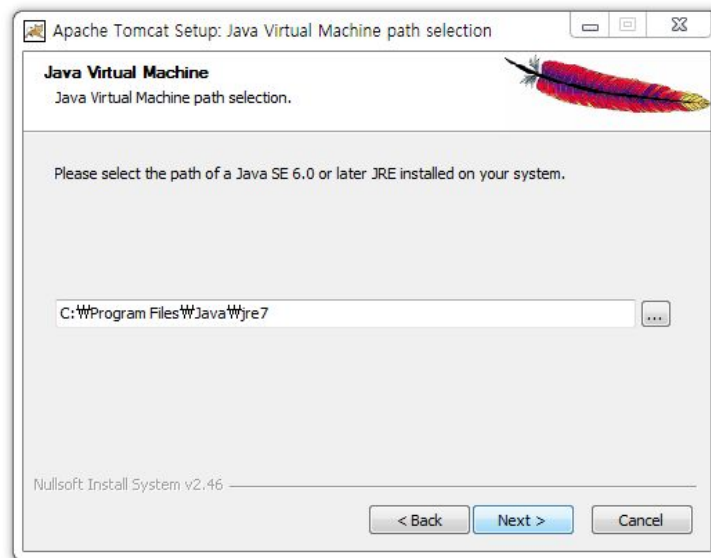 Apache Tomcat Setup: Java Virtual Machine path selection
Java Virtual Machine
Java Virtual Machine path selection.
Please select the path of a Java SE 6.0 or later JRE installed on your system.
C:₩Program Files₩Java₩jre7
...
Nullsoft Install System v2.46
< Back Next > Cancel